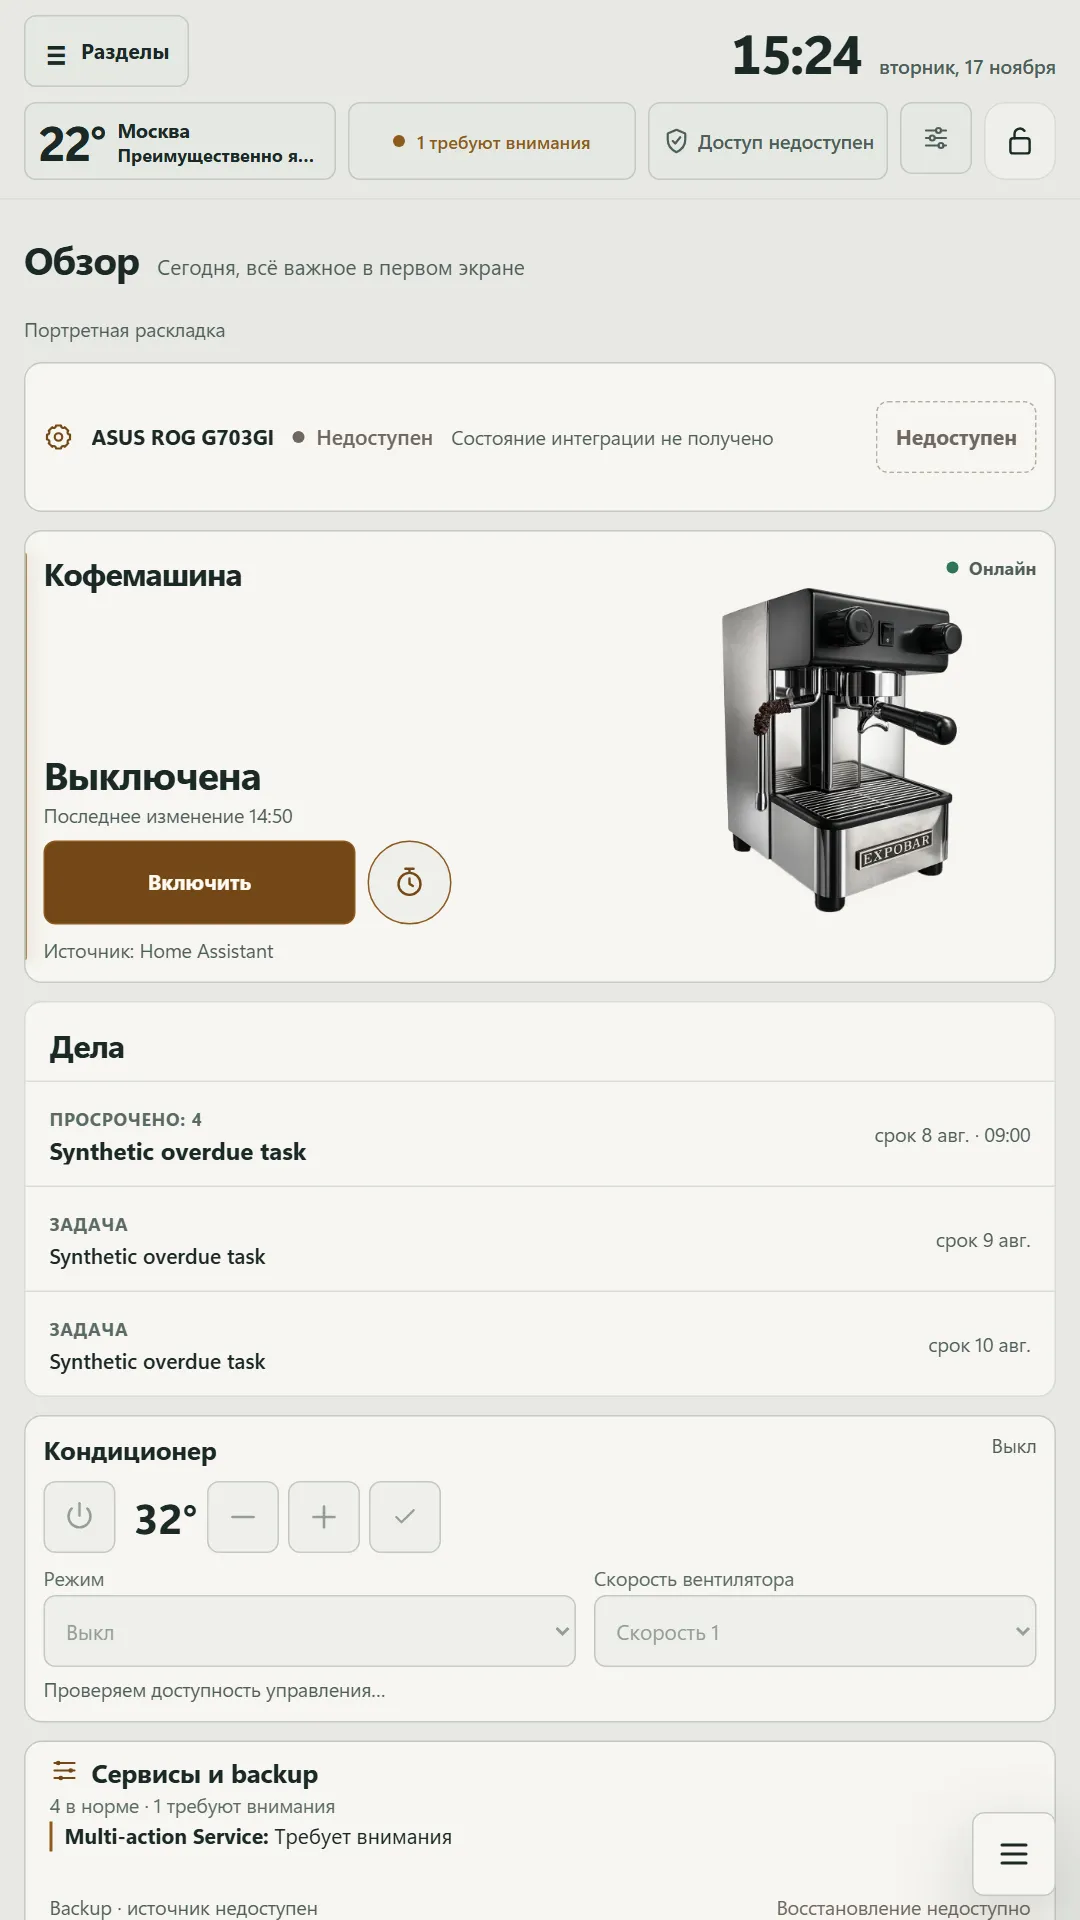 Разделы
15:24 вторник, 17 ноября
22° Москва
Преимущественно я...
1 требуют внимания
Доступ недоступен
Обзор Сегодня, всё важное в первом экране
Портретная раскладка
ASUS ROG G703GI Недоступен Состояние интеграции не получено Недоступен
Кофемашина
Онлайн
EXPOBAR
Выключена
Последнее изменение 14:50
Включить
Источник: Home Assistant
Дела
ПРОСРОЧЕНО: 4
Synthetic overdue task
срок 8 авг. · 09:00
ЗАДАЧА
Synthetic overdue task
срок 9 авг.
ЗАДАЧА
Synthetic overdue task
срок 10 авг.
Кондиционер
Выкл
32°
Режим
Скорость вентилятора
Выкл
Скорость 1
Проверяем доступность управления...
Сервисы и backup
4 в норме · 1 требуют внимания
Multi-action Service: Требует внимания
Backup · источник недоступен
Восстановление недоступно